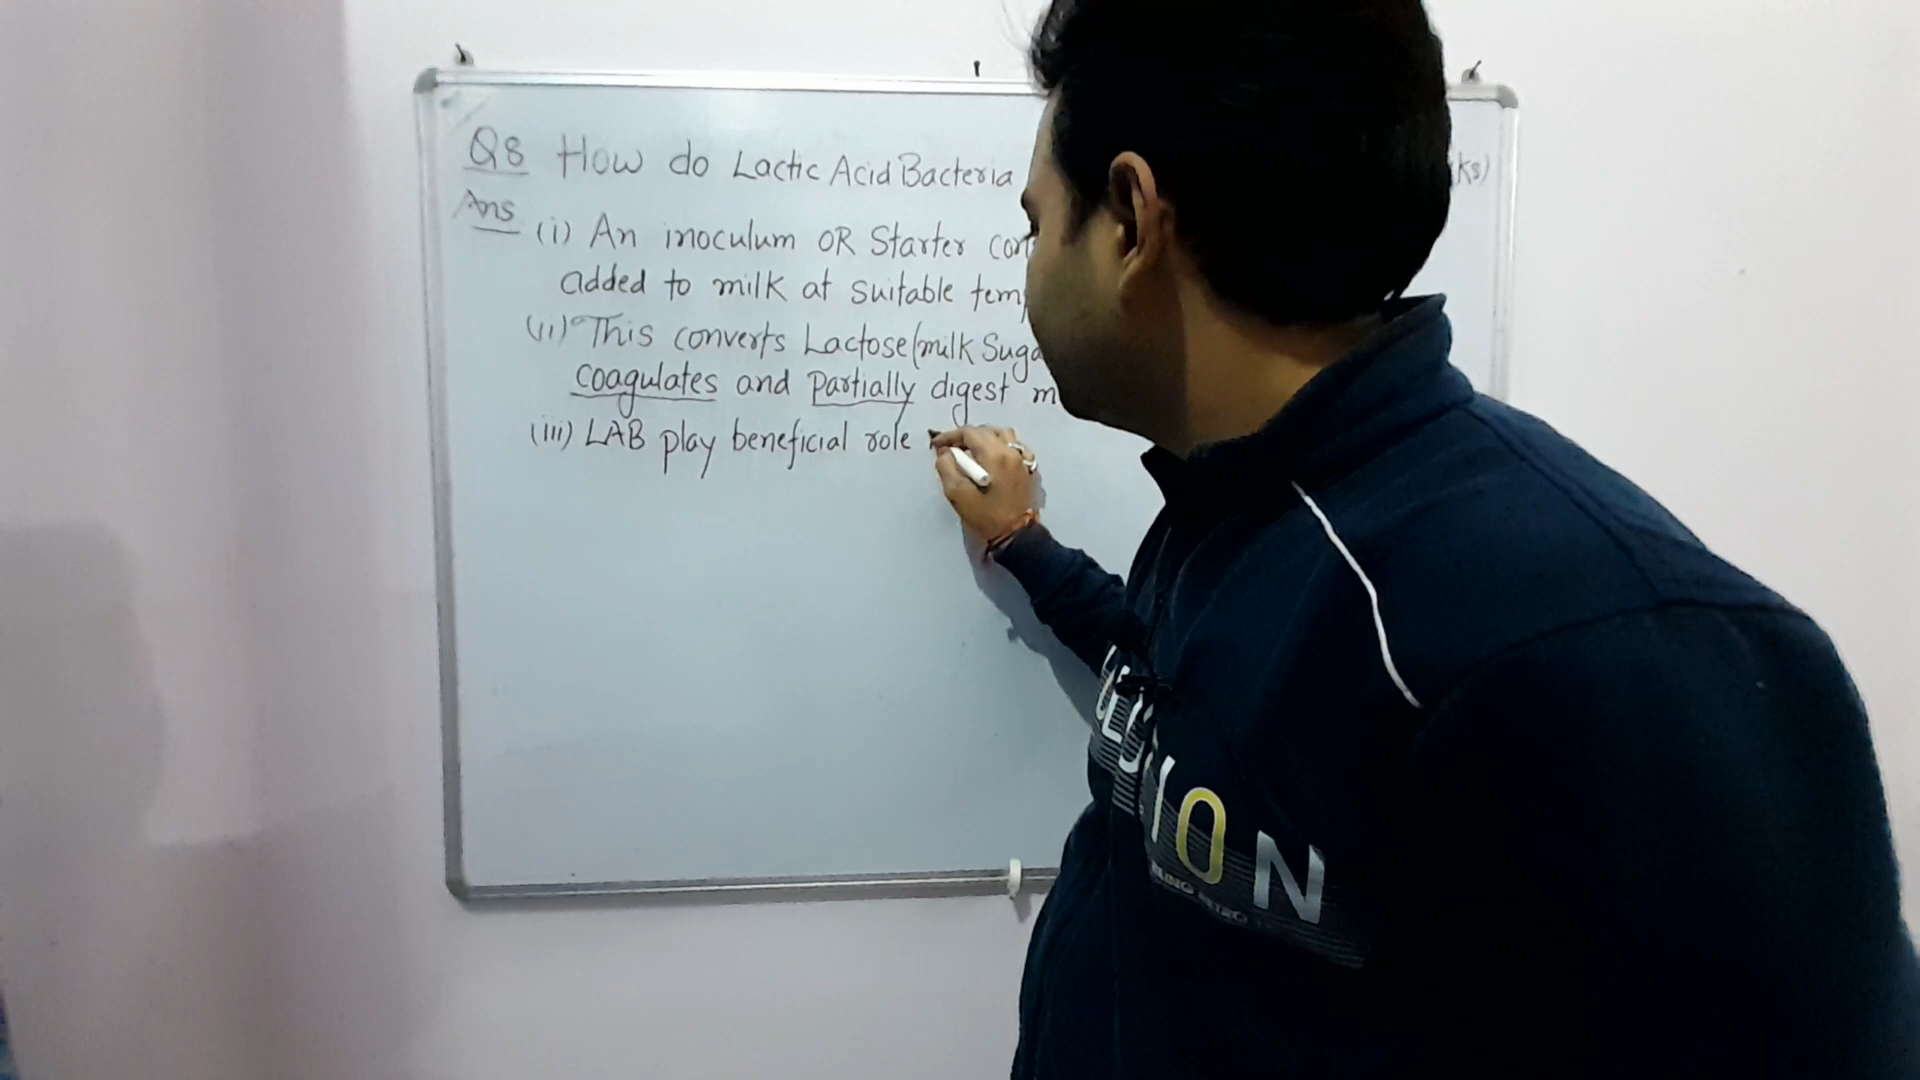 Q8 How do Lactic Acid Bacteria
Ans
(i) An inoculum OR Starter
added to milk at suitable
(ii) This converts Lactose (milk
coagulates and Partially digest
(iii) LAB play beneficial role
ION